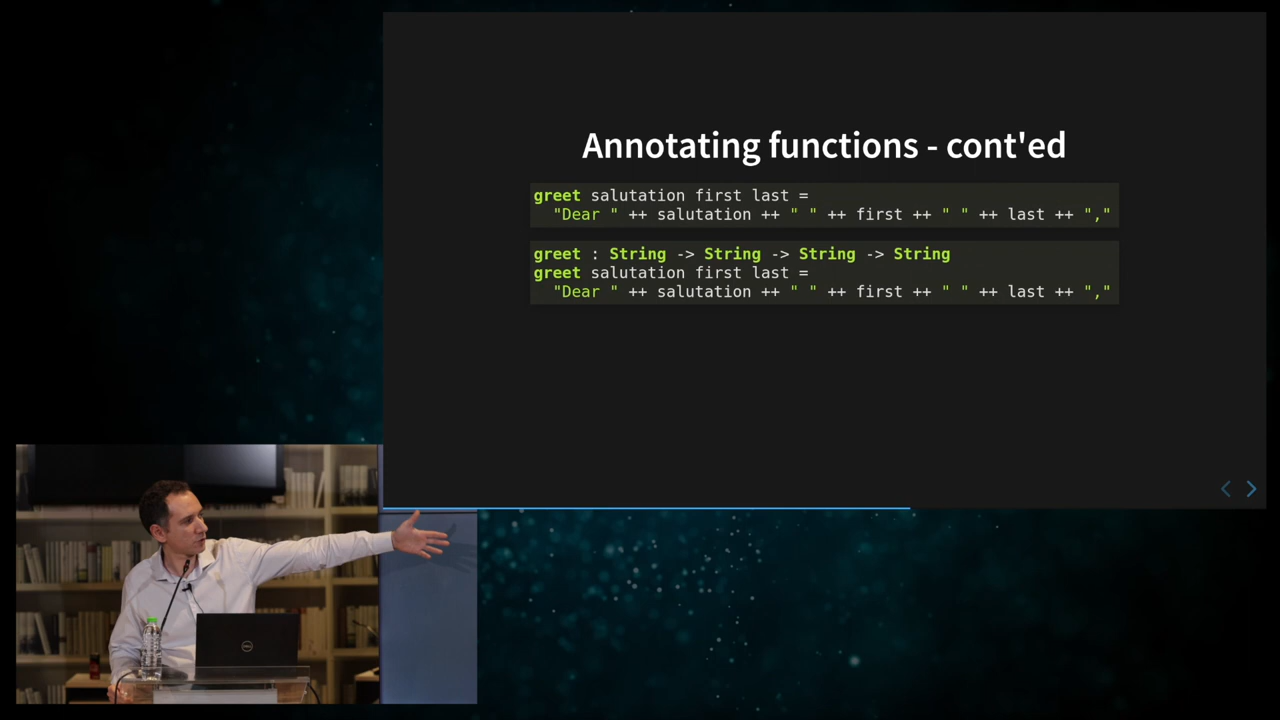 Annotating functions - cont'ed
greet salutation first last =
  "Dear " ++ salutation ++ " " ++ first ++ " " ++ last ++ ","
greet : String -> String -> String -> String
greet salutation first last =
  "Dear " ++ salutation ++ " " ++ first ++ " " ++ last ++ ","
DELL